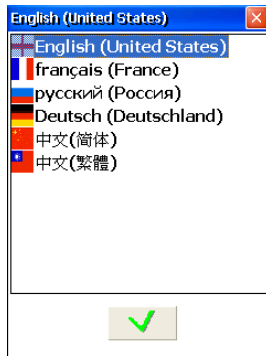 English (United States)
English (United States)
français (France)
русский (Россия)
Deutsch (Deutschland)
中文(简体)
中文(繁體)